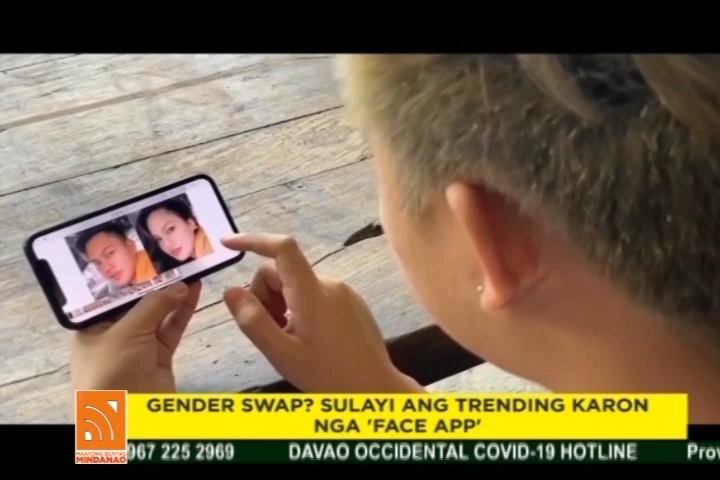 GENDER SWAP? SULAYI ANG TRENDING KARON
NGA 'FACE APP'
MAAYONG BUNTAG
MINDANAO
967 225 2969 DAVAO OCCIDENTAL COVID-19 HOTLINE Prov